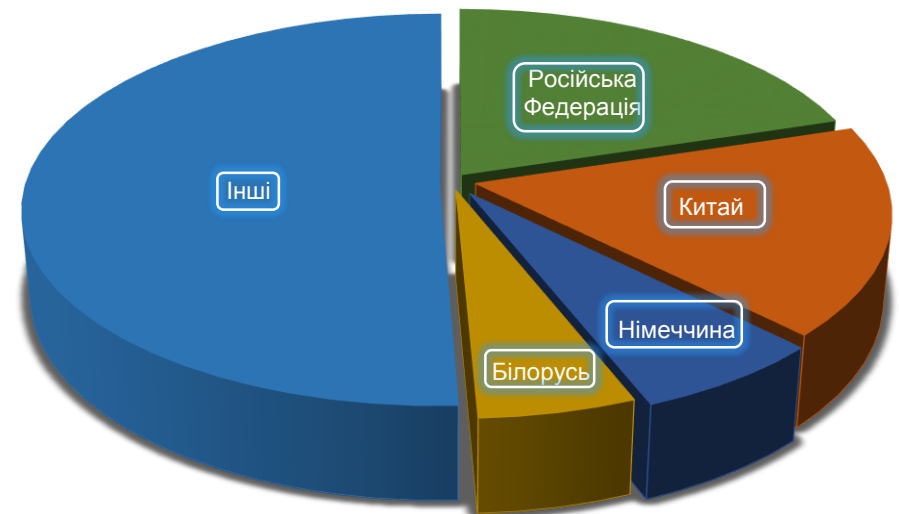 Російська
Федерація
Інші
Китай
Німеччина
Білорусь